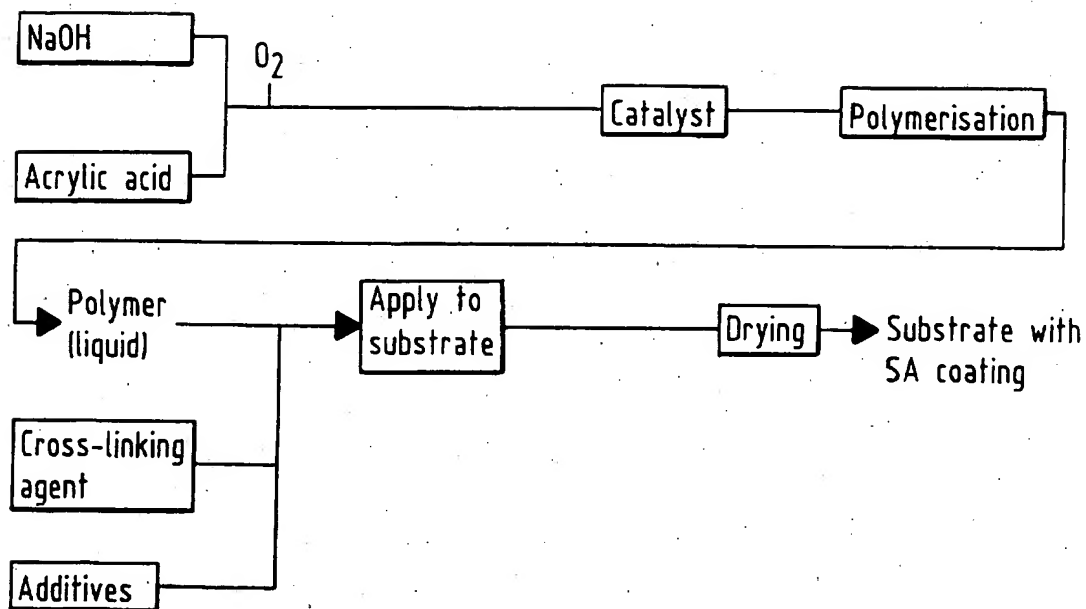 NaOH
O2
Catalyst
Polymerisation
Acrylic acid
Polymer
(liquid)
Apply to
substrate
Drying
Substrate with
SA coating
Cross-linking
agent
Additives